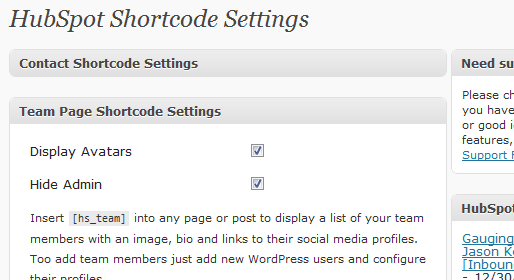 HubSpot Shortcode Settings
Contact Shortcode Settings
Team Page Shortcode Settings
Display Avatars
Hide Admin
Insert [hs_team] into any page or post to display a list of your team
members with an image, bio and links to their social media profiles.
Too add team members just add new WordPress users and configure
their profiles.
Need su
Please ch
you have
or good i
features,
Support F
HubSpot
Gauging
Jason K
[Inboun
- 12/30